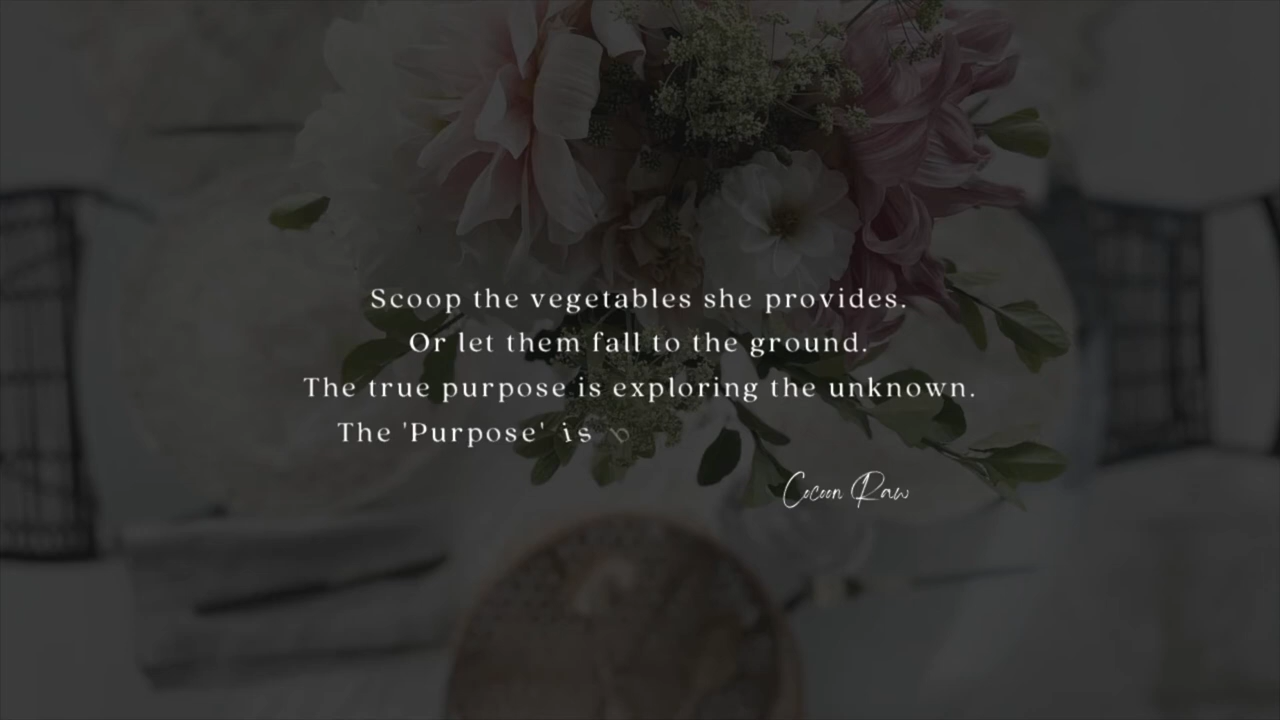 Scoop the vegetables she provides.
Or let them fall to the ground.
The true purpose is exploring the unknown.
The 'Purpose' is
Cocoon Raw